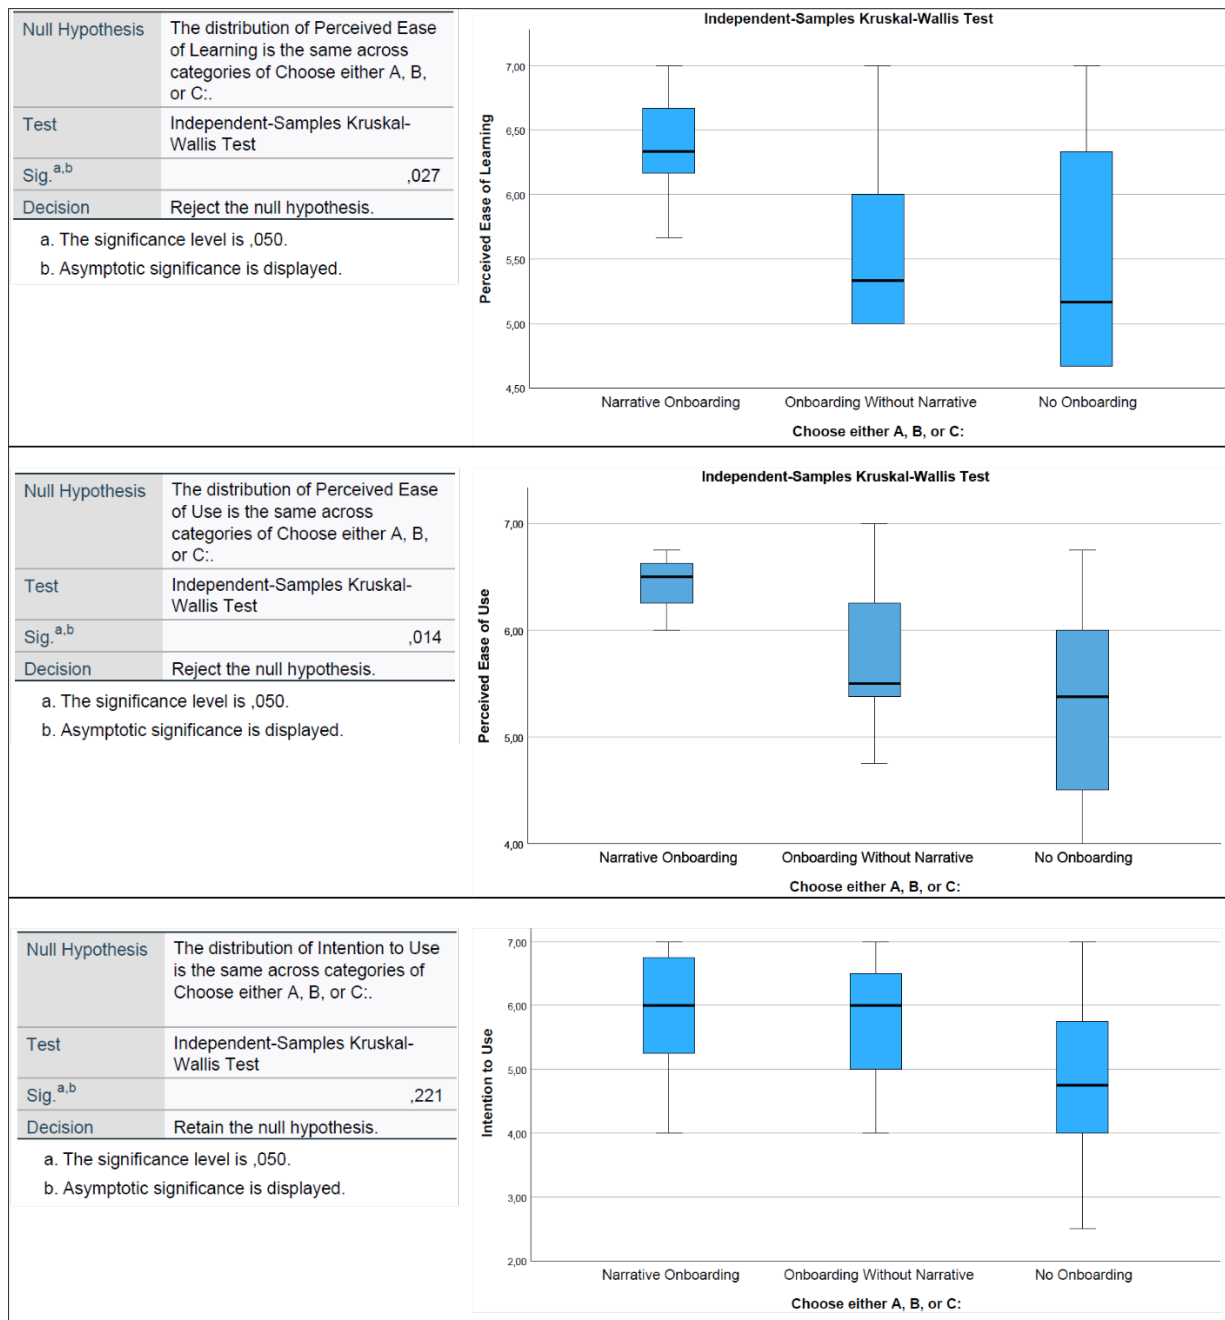 Null Hypothesis
The distribution of Perceived Ease
of Learning is the same across
categories of Choose either A, B,
or C:.
Test
Independent-Samples Kruskal-
Wallis Test
Sig.a,b
,027
Decision
Reject the null hypothesis.
a. The significance level is ,050.
b. Asymptotic significance is displayed.
Independent-Samples Kruskal-Wallis Test
Perceived Ease of Learning
7,00
6,50
6,00
5,50
5,00
4,50
Narrative Onboarding
Onboarding Without Narrative
No Onboarding
Choose either A, B, or C:
Null Hypothesis
The distribution of Perceived Ease
of Use is the same across
categories of Choose either A, B,
or C:.
Test
Independent-Samples Kruskal-
Wallis Test
Sig.a,b
,014
Decision
Reject the null hypothesis.
a. The significance level is ,050.
b. Asymptotic significance is displayed.
Independent-Samples Kruskal-Wallis Test
Perceived Ease of Use
7,00
6,00
5,00
4,00
Narrative Onboarding
Onboarding Without Narrative
No Onboarding
Choose either A, B, or C:
Null Hypothesis
The distribution of Intention to Use
is the same across categories of
Choose either A, B, or C:.
Test
Independent-Samples Kruskal-
Wallis Test
Sig.a,b
,221
Decision
Retain the null hypothesis.
a. The significance level is ,050.
b. Asymptotic significance is displayed.
Intention to Use
7,00
6,00
5,00
4,00
3,00
2,00
Narrative Onboarding
Onboarding Without Narrative
No Onboarding
Choose either A, B, or C: